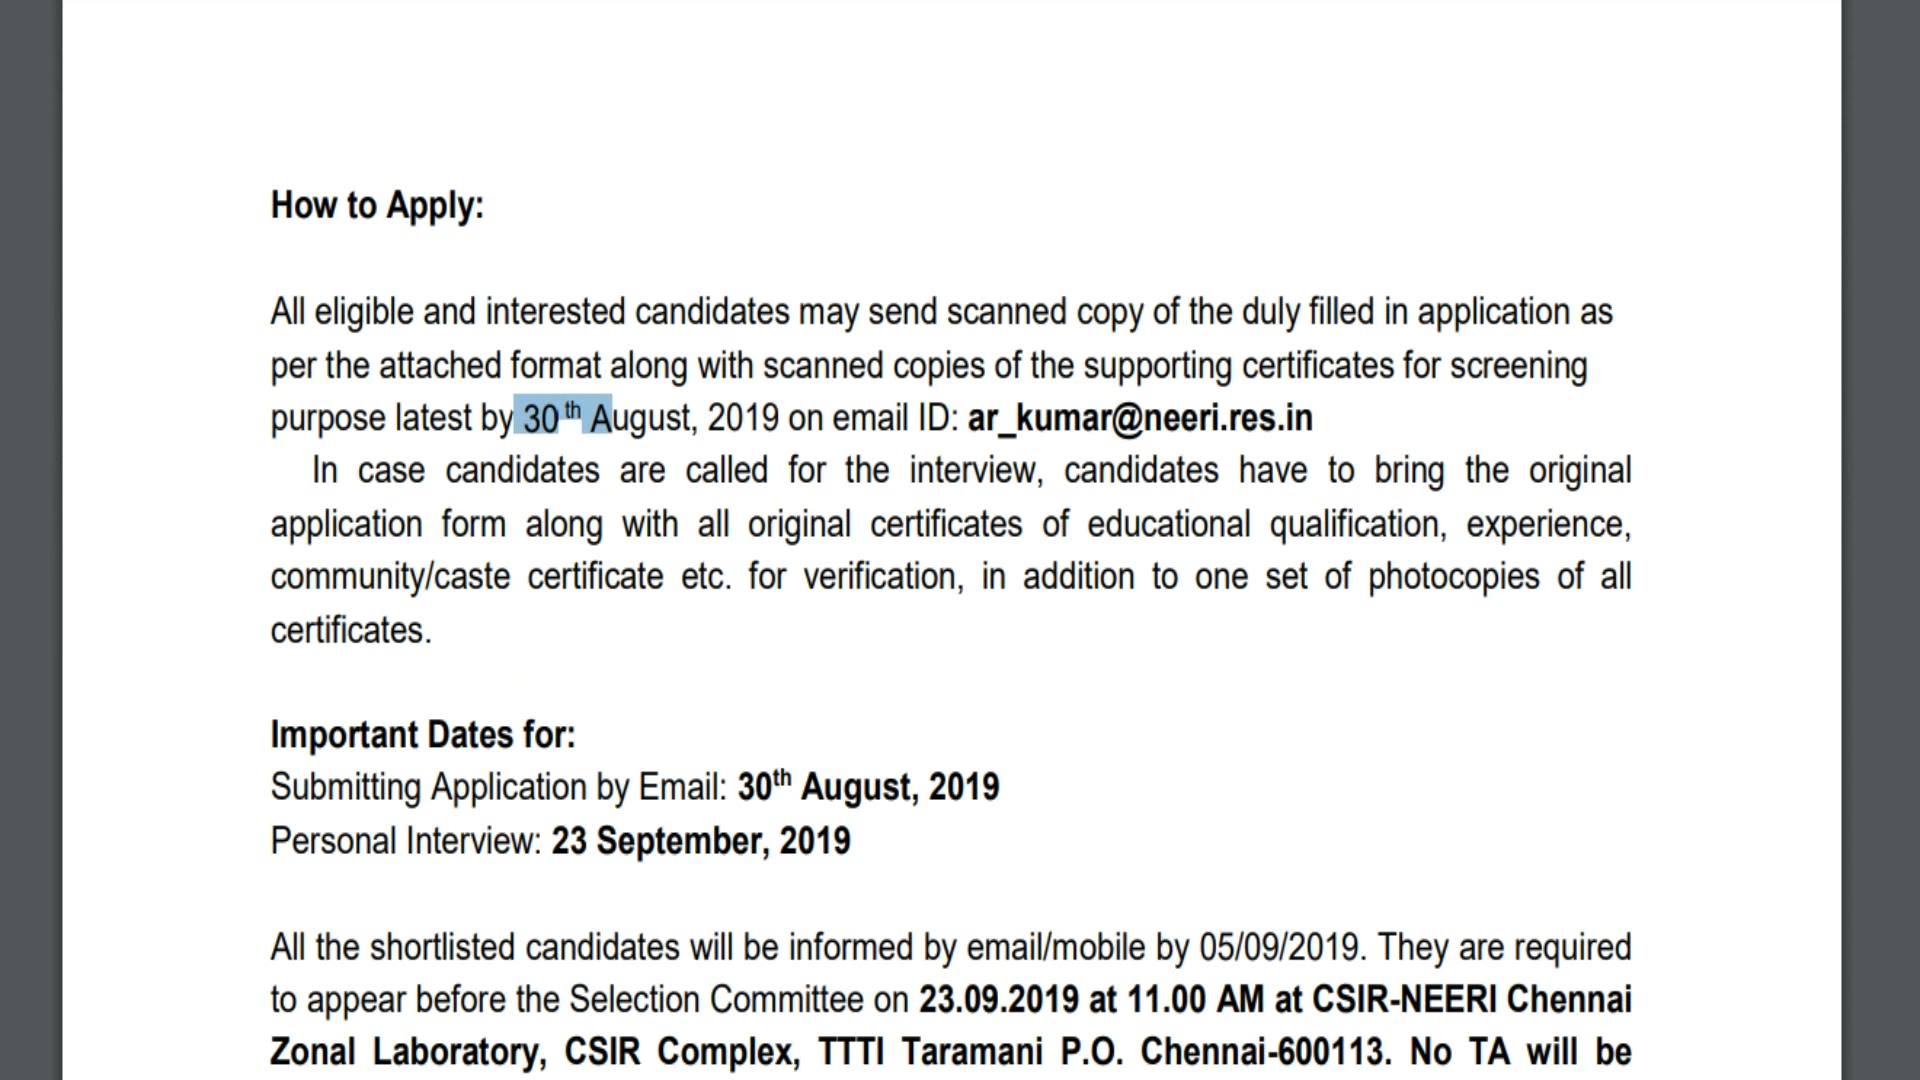 How to Apply:
All eligible and interested candidates may send scanned copy of the duly filled in application as
per the attached format along with scanned copies of the supporting certificates for screening
purpose latest by 30 th August, 2019 on email ID: ar_kumar@neeri.res.in
In case candidates are called for the interview, candidates have to bring the original
application form along with all original certificates of educational qualification, experience,
community/caste certificate etc. for verification, in addition to one set of photocopies of all
certificates.
Important Dates for:
Submitting Application by Email: 30th August, 2019
Personal Interview: 23 September, 2019
All the shortlisted candidates will be informed by email/mobile by 05/09/2019. They are required
to appear before the Selection Committee on 23.09.2019 at 11.00 AM at CSIR-NEERI Chennai
Zonal Laboratory, CSIR Complex, TTTI Taramani P.O. Chennai-600113. No TA will be